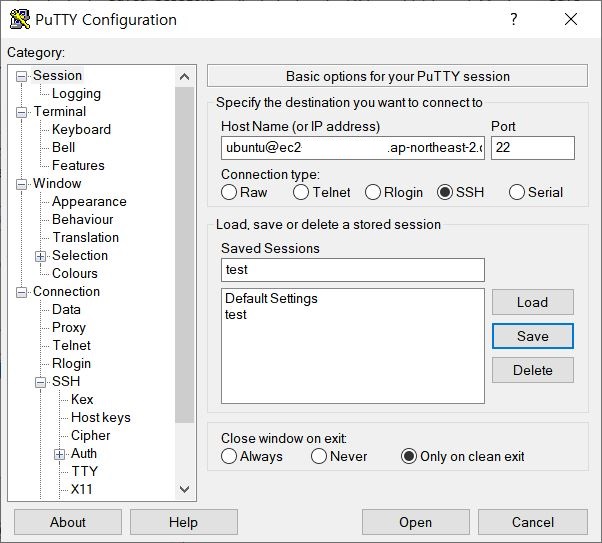 PuTTY Configuration
?
Category:
Session
Logging
Terminal
Keyboard
Bell
Features
Window
Appearance
Behaviour
Translation
Selection
Colours
Connection
Data
Proxy
Telnet
Rlogin
SSH
Kex
Host keys
Cipher
Auth
TTY
X11
Basic options for your PuTTY session
Specify the destination you want to connect to
Host Name (or IP address) Port
ubuntu@ec2 .ap-northeast-2.c 22
Connection type:
Raw Telnet Rlogin SSH Serial
Load, save or delete a stored session
Saved Sessions
test
Default Settings
test
Load
Save
Delete
Close window on exit:
Always Never Only on clean exit
About Help Open Cancel